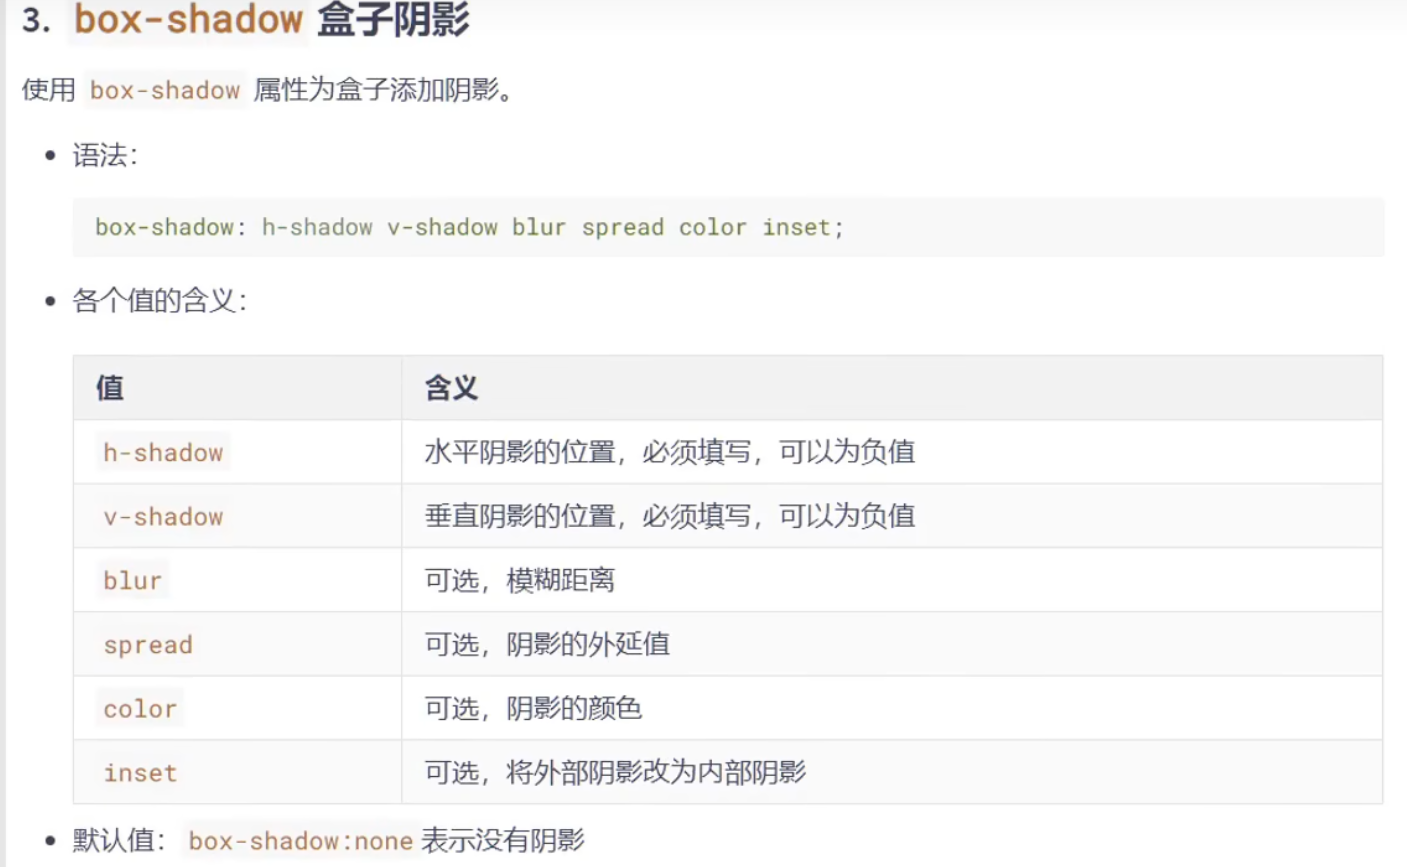 3. box-shadow 盒子阴影
使用 box-shadow 属性为盒子添加阴影。
• 语法：
box-shadow: h-shadow v-shadow blur spread color inset;
• 各个值的含义：
值 含义
h-shadow 水平阴影的位置，必须填写，可以为负值
v-shadow 垂直阴影的位置，必须填写，可以为负值
blur 可选，模糊距离
spread 可选，阴影的外延值
color 可选，阴影的颜色
inset 可选，将外部阴影改为内部阴影
• 默认值：box-shadow:none 表示没有阴影